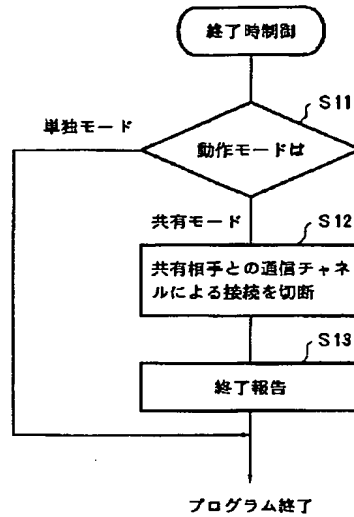 終了時制御
S11
単独モード
動作モードは
共有モード
S12
共有相手との通信チャネ
ルによる接続を切断
S13
終了報告
プログラム終了